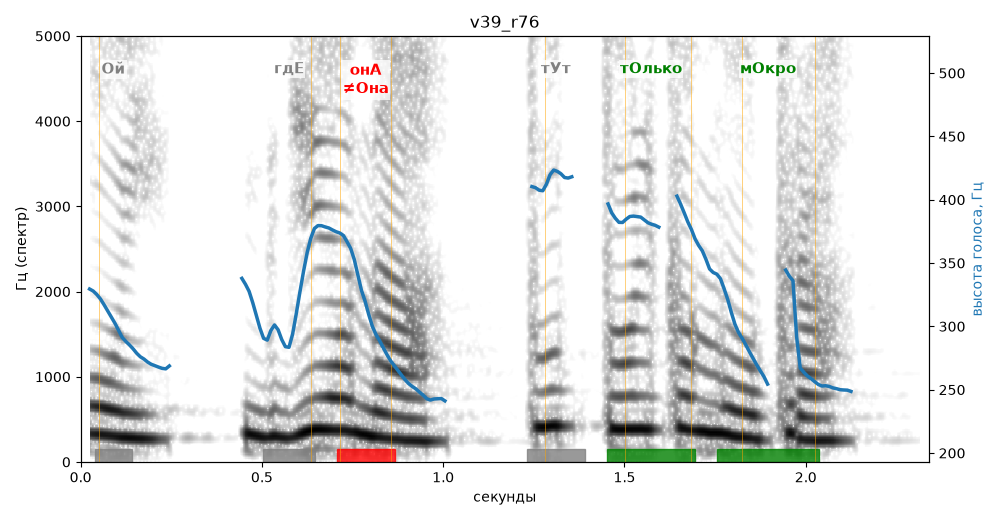 v39_r76
5000
4000
3000
2000
1000
0
Гц (спектр)
Ой
гдЕ
онА
≠Она
тУт
тОлько
мОкро
500
450
400
350
300
250
200
высота голоса, Гц
0.0 0.5 1.0 1.5 2.0
секунды